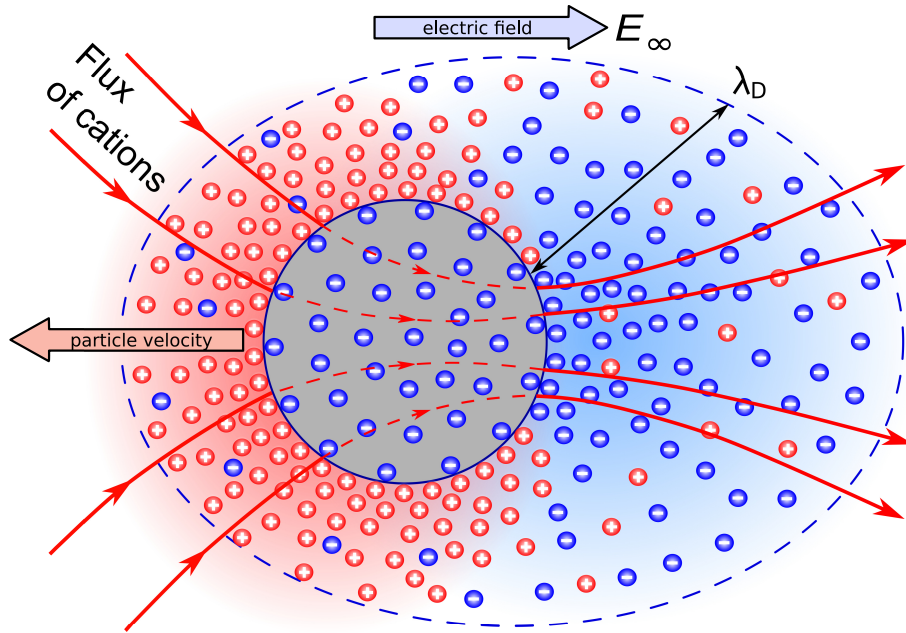 electric field
E∞
Flux
of cations
λD
particle velocity